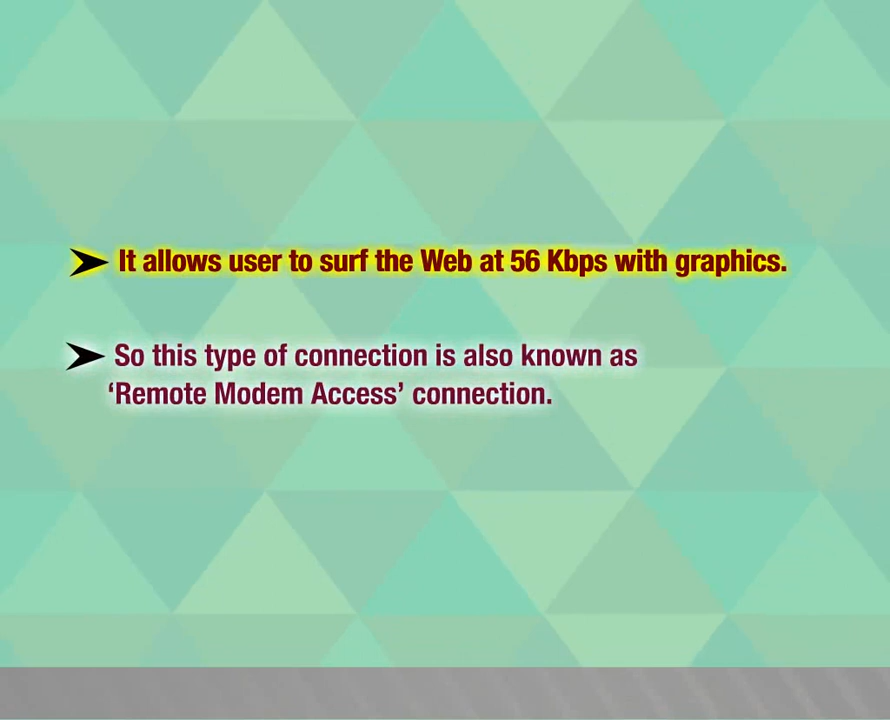 ➤ It allows user to surf the Web at 56 Kbps with graphics.
➤ So this type of connection is also known as
‘Remote Modem Access’ connection.